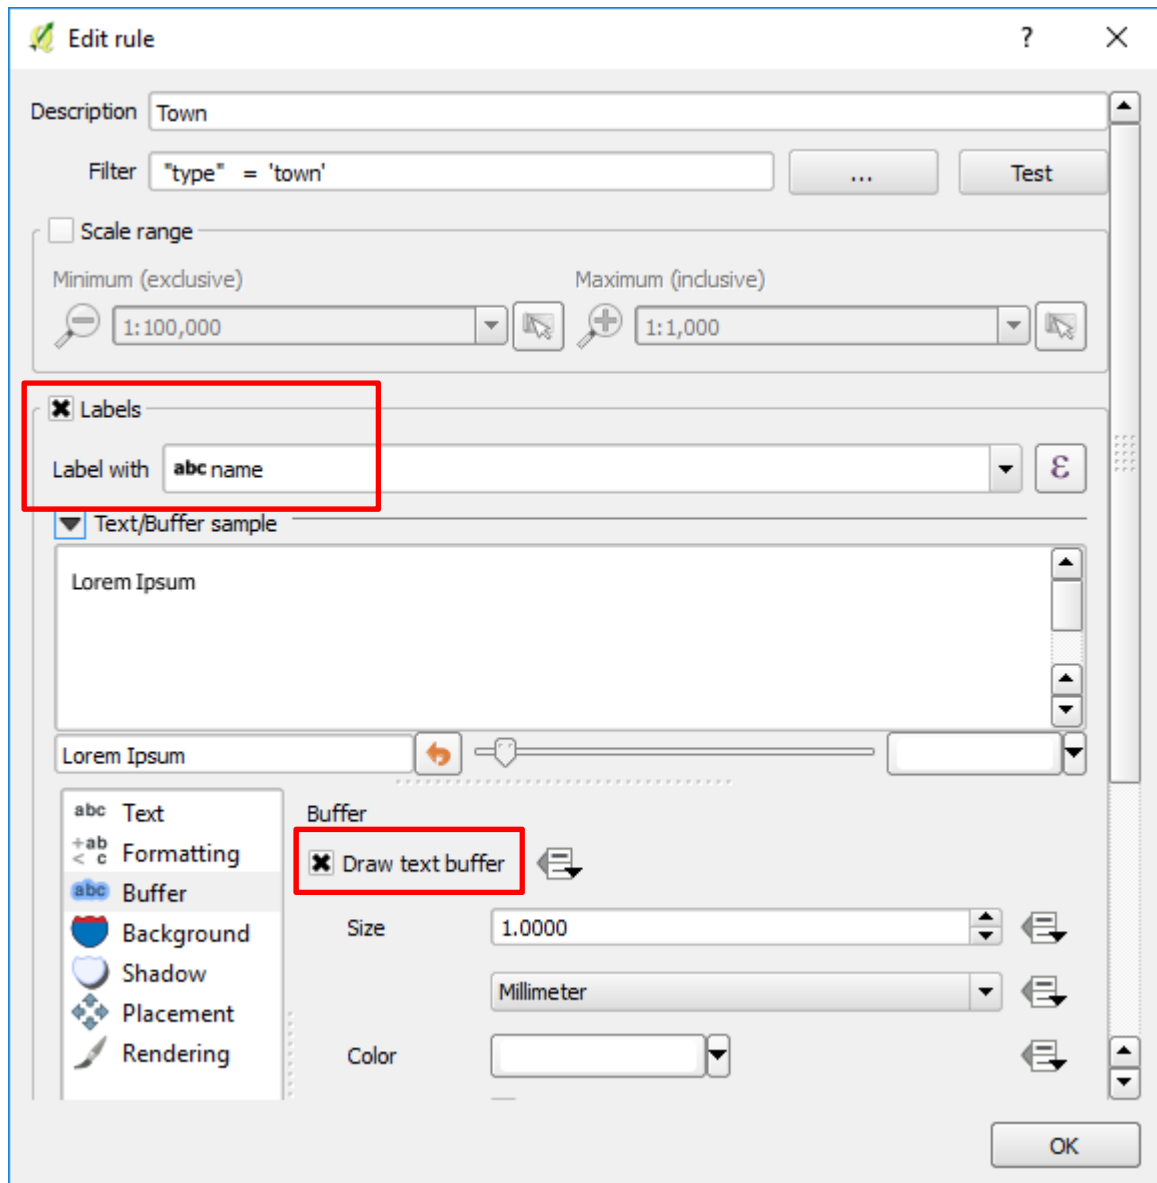 Edit rule ?
Description Town
Filter "type" = 'town' ... Test
Scale range
Minimum (exclusive) Maximum (inclusive)
1:100,000 1:1,000
Labels
Label with abc name ε
Text/Buffer sample
Lorem Ipsum
Lorem Ipsum
abc Text
+ab < c Formatting
abc Buffer
Background
Shadow
Placement
Rendering
Buffer
Draw text buffer
Size 1.0000
Millimeter
Color
OK